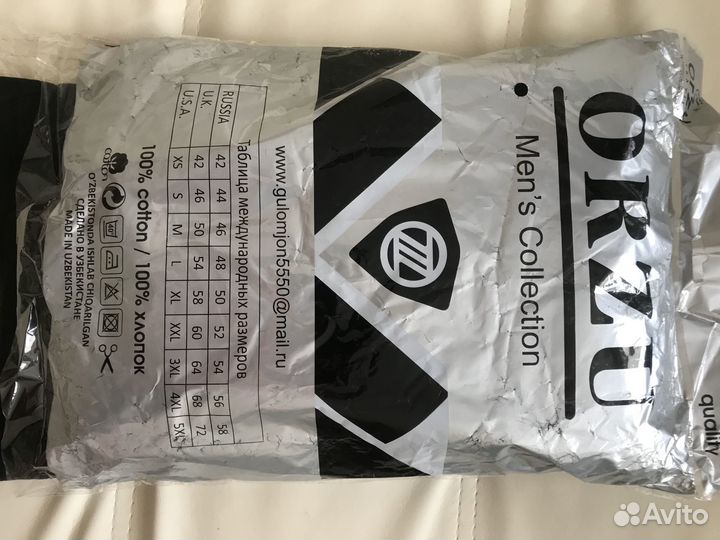 quality
ORZU
Men's Collection
www.gulomjon5550@mail.ru
Таблица международных размеров
RUSSIA 42 44 46 48 50 52 54 56 58
U.K. 42 46 50 54 58 60 64 68 72
U.S.A. XS S M L XL XXL 3XL 4XL 5XL
100% cotton / 100% хлопок
cotton
O'ZBEKISTONDA ISHLAB CHIQARILGAN
СДЕЛАНО В УЗБЕКИСТАНЕ
MADE IN UZBEKISTAN
Avito